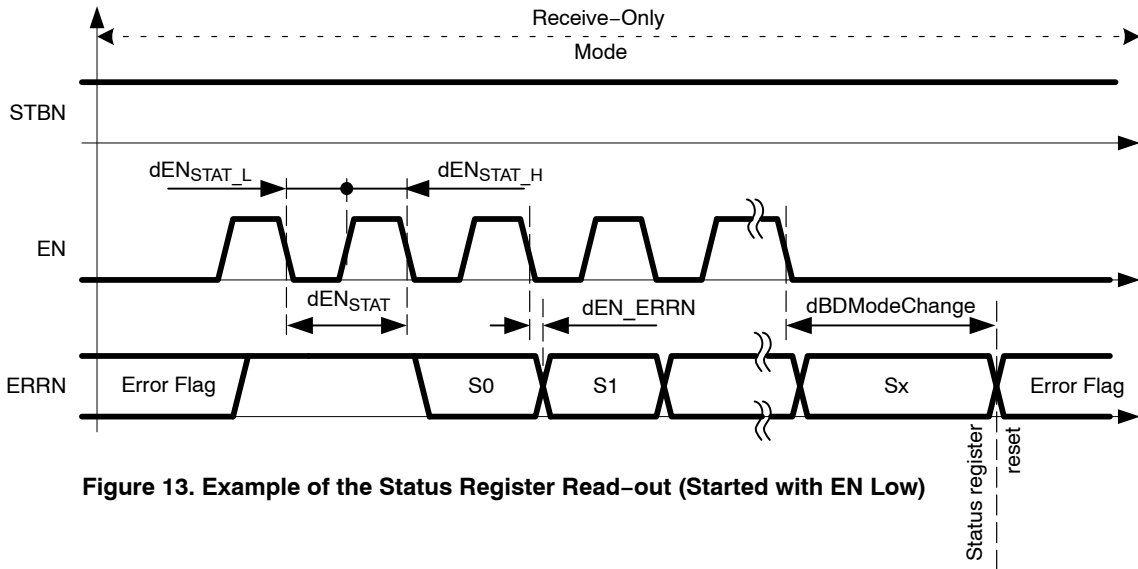 Receive–Only
Mode
STBN
dENSTAT_L
dENSTAT_H
EN
dENSTAT
dEN_ERRN
dBDModeChange
ERRN
Error Flag
S0
S1
Sx
Error Flag
Status register
reset
Figure 13. Example of the Status Register Read–out (Started with EN Low)